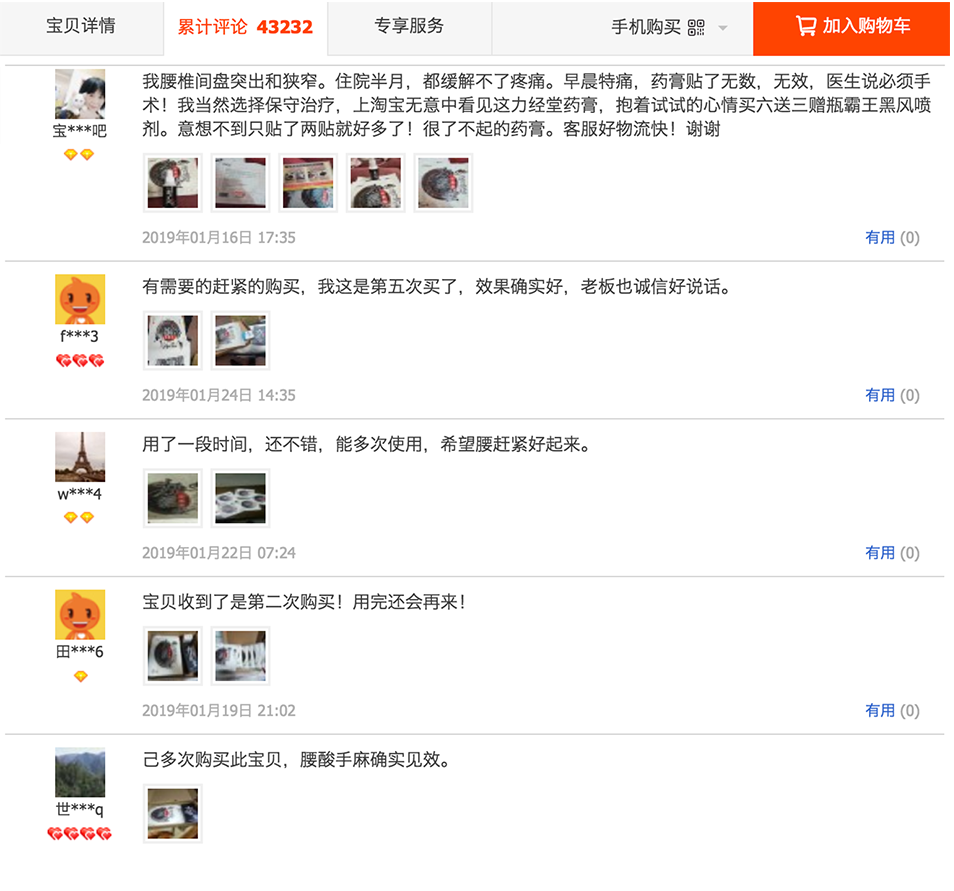 宝贝详情
累计评论 43232
专享服务
手机购买
加入购物车
我腰椎间盘突出和狭窄。住院半月，都缓解不了疼痛。早晨特痛，药膏贴了无数，无效，医生说必须手
术！我当然选择保守治疗，上淘宝无意中看见这力经堂药膏，抱着试试的心情买六送三赠瓶霸王黑风喷
剂。意想不到只贴了两贴就好多了！很了不起的药膏。客服好物流快！谢谢
宝***吧
2019年01月16日 17:35
有用 (0)
有需要的赶紧的购买，我这是第五次买了，效果确实好，老板也诚信好说话。
f***3
2019年01月24日 14:35
有用 (0)
用了一段时间，还不错，能多次使用，希望腰赶紧好起来。
w***4
2019年01月22日 07:24
有用 (0)
宝贝收到了是第二次购买！用完还会再来！
田***6
2019年01月19日 21:02
有用 (0)
己多次购买此宝贝，腰酸手麻确实见效。
世***q